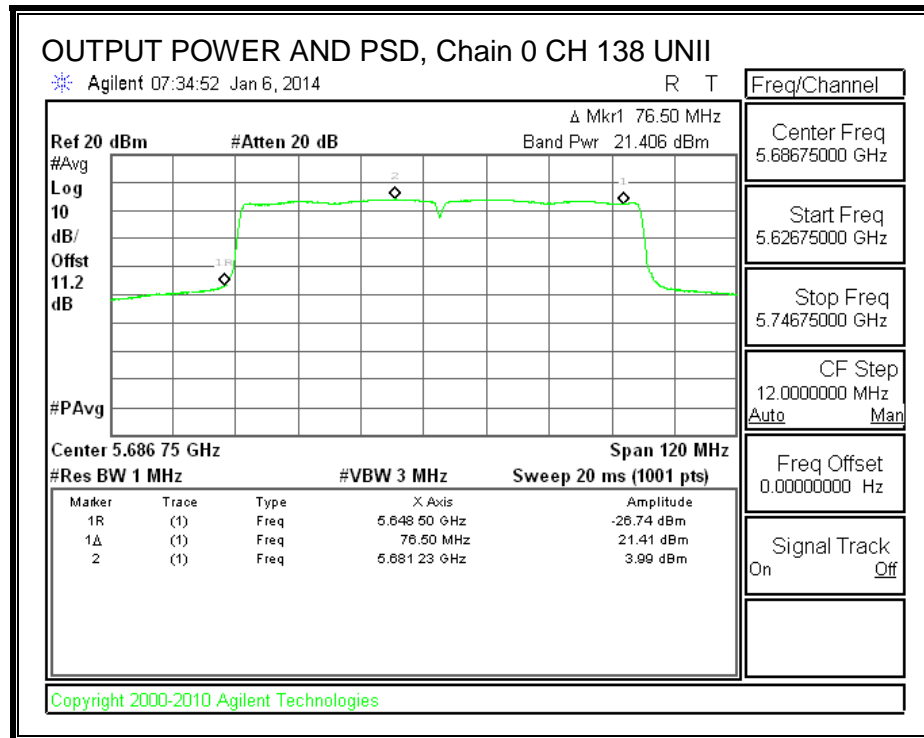 OUTPUT POWER AND PSD, Chain 0 CH 138 UNII
Agilent 07:34:52 Jan 6, 2014 R T
Δ Mkr1 76.50 MHz
Ref 20 dBm #Atten 20 dB Band Pwr 21.406 dBm
#Avg
Log
10
dB/
Offst
11.2
dB
#PAvg
2
1
1R
Center 5.686 75 GHz Span 120 MHz
#Res BW 1 MHz #VBW 3 MHz Sweep 20 ms (1001 pts)
Marker Trace Type X Axis Amplitude
1R (1) Freq 5.648 50 GHz -26.74 dBm
1Δ (1) Freq 76.50 MHz 21.41 dBm
2 (1) Freq 5.681 23 GHz 3.99 dBm
Freq/Channel
Center Freq
5.68675000 GHz
Start Freq
5.62675000 GHz
Stop Freq
5.74675000 GHz
CF Step
12.0000000 MHz
Auto Man
Freq Offset
0.00000000 Hz
Signal Track
On Off
Copyright 2000-2010 Agilent Technologies